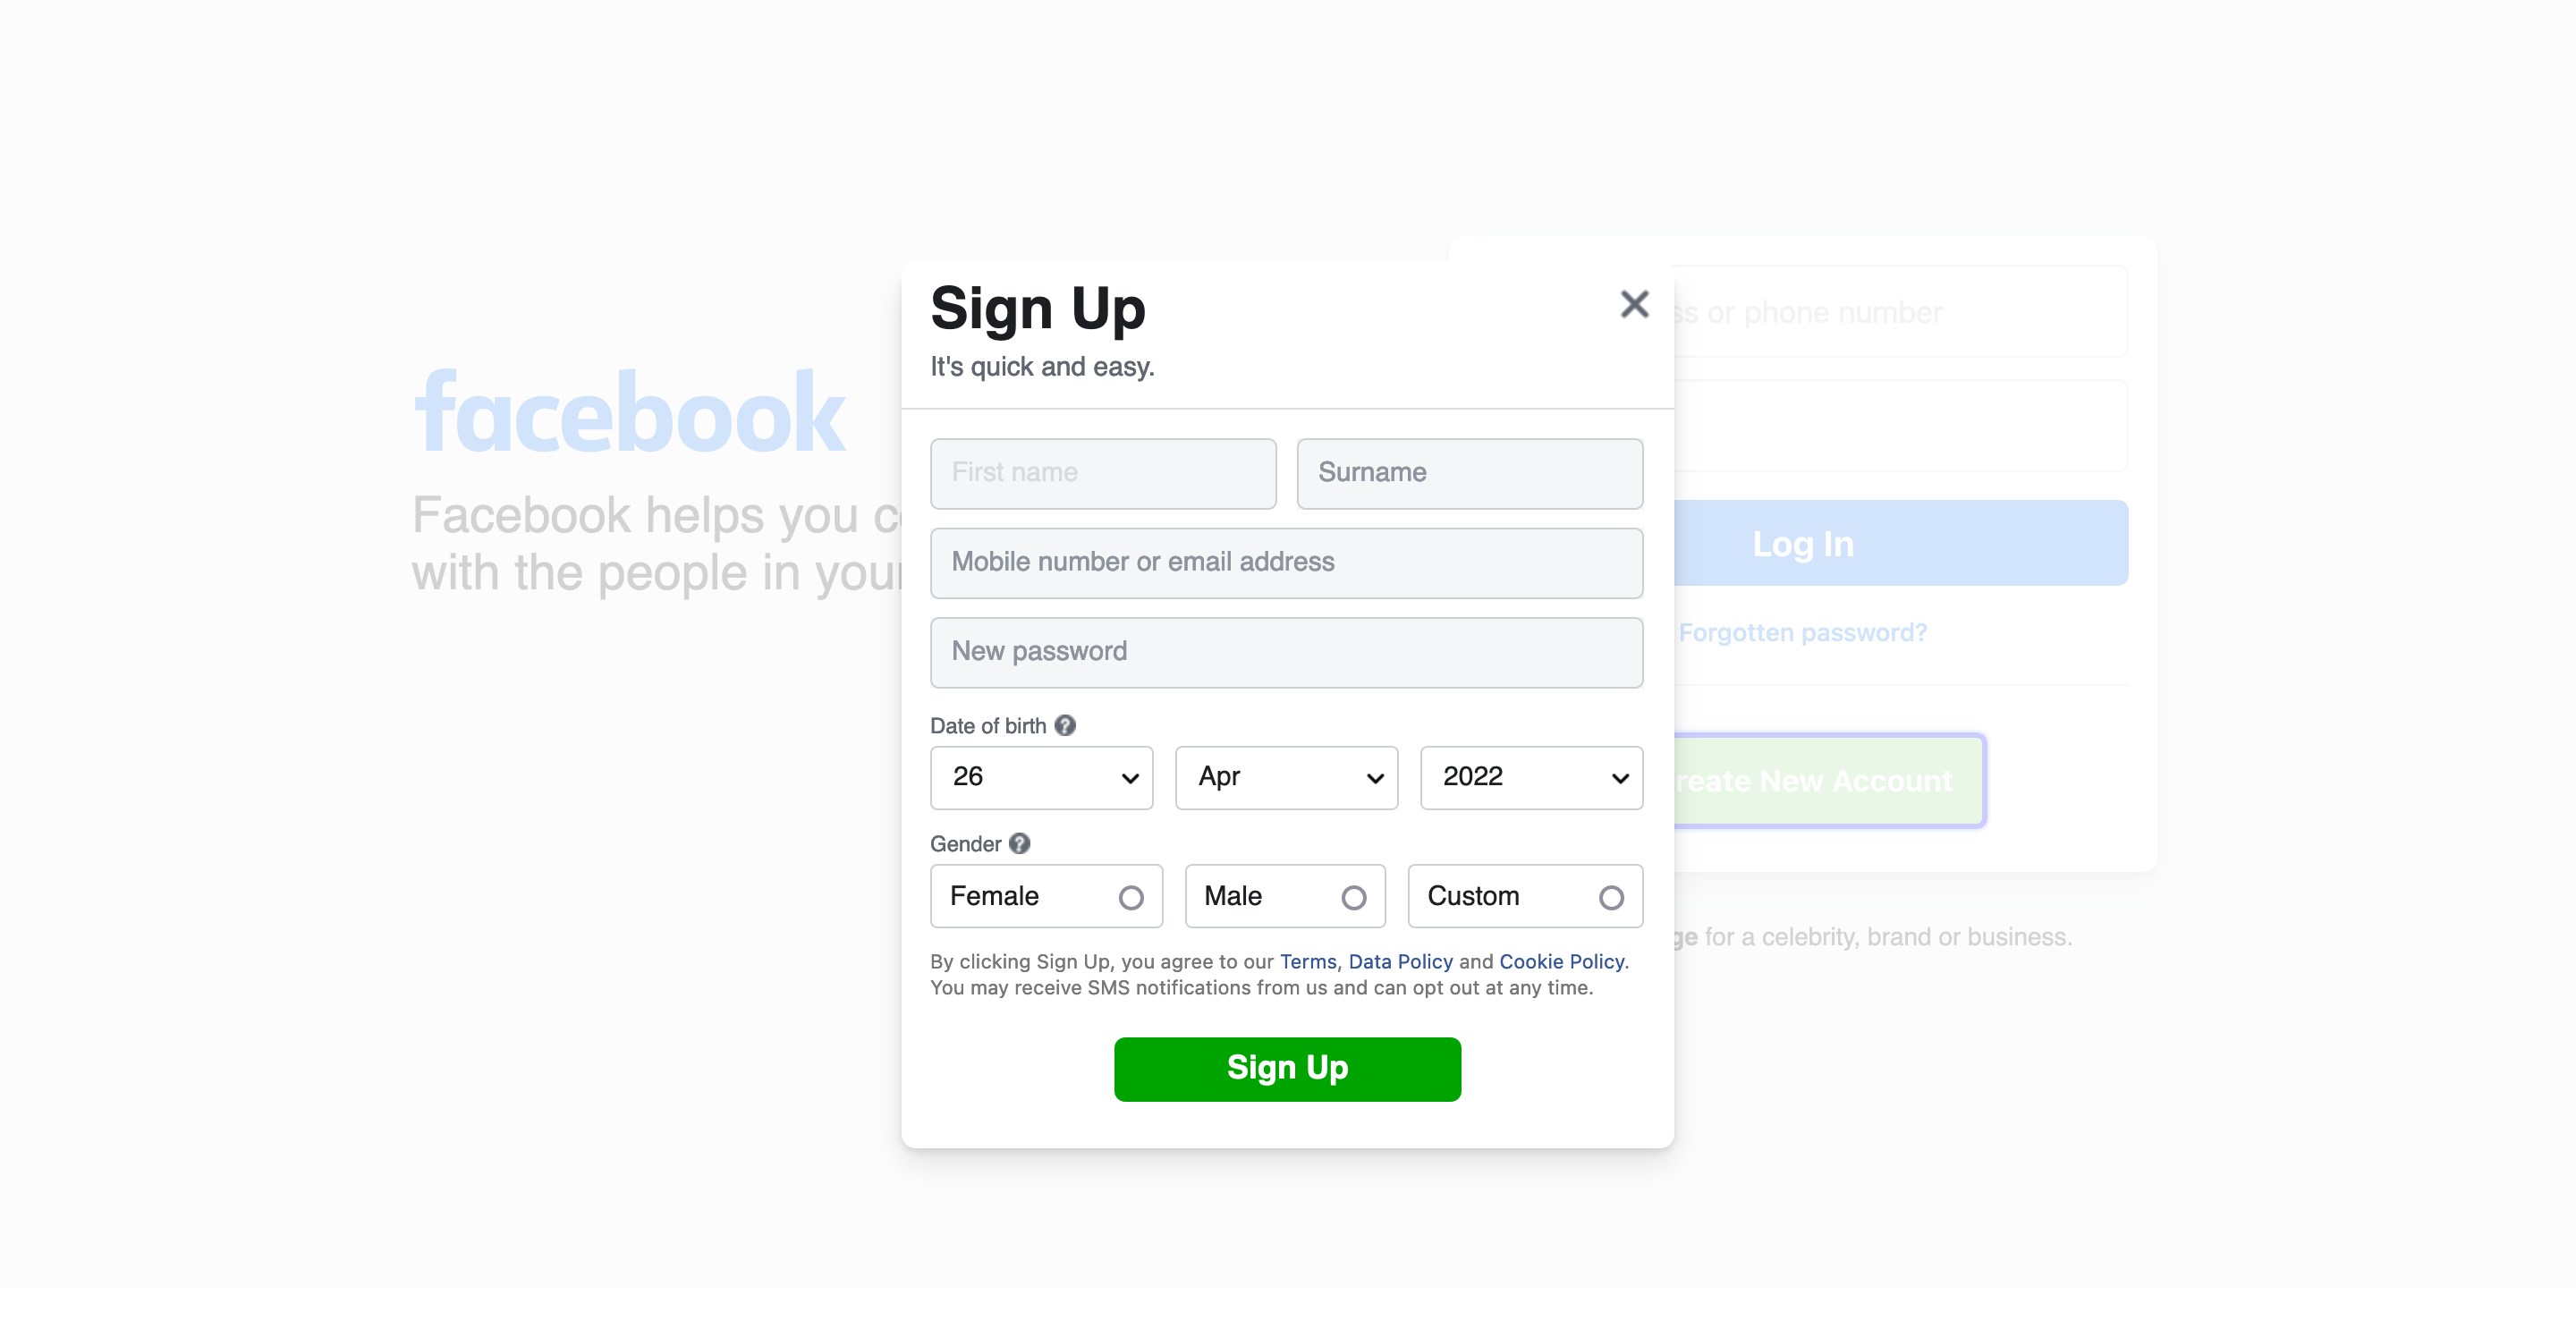 facebook
Facebook helps you
with the people in your
Sign Up
It's quick and easy.
First name
Surname
Mobile number or email address
New password
Date of birth ?
26
Apr
2022
Gender ?
Female
Male
Custom
By clicking Sign Up, you agree to our Terms, Data Policy and Cookie Policy.
You may receive SMS notifications from us and can opt out at any time.
Sign Up
or phone number
Log In
Forgotten password?
New Account
for a celebrity, brand or business.